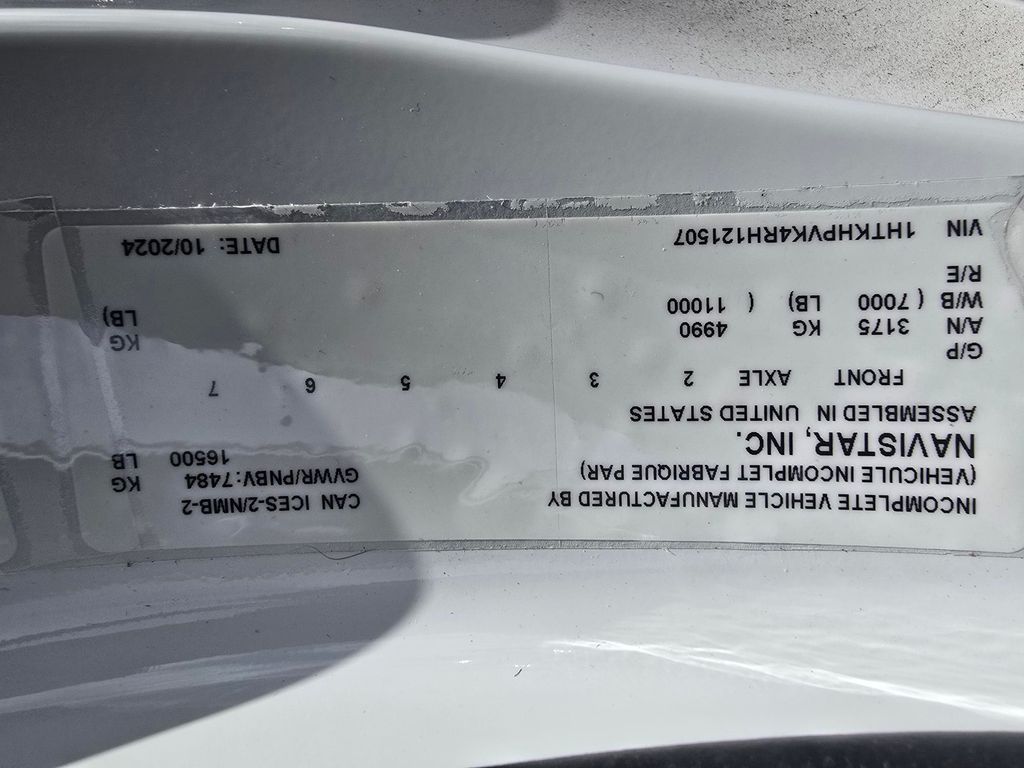 INCOMPLETE VEHICLE MANUFACTURED BY CAN ICES-2/NMB-2
(VEHICULE INCOMPLET FABRIQUE PAR) GVWR/PNBV: 7484 KG
NAVISTAR, INC. 16500 LB
ASSEMBLED IN UNITED STATES
FRONT AXLE 2 3 4 5 6 7
G/P KG
A/N 3175 KG 4990
W/B ( 7000 LB) ( 11000 LB)
R/E
VIN 1HTKHPVK4RH121507 DATE: 10/2024